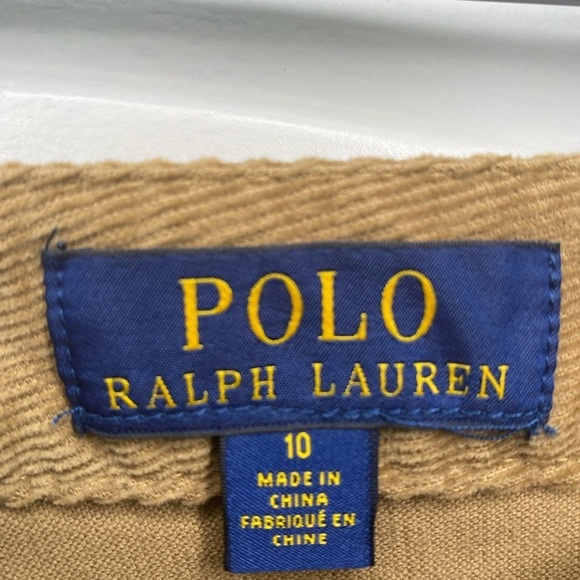 POLO
RALPH LAUREN
10
MADE IN
CHINA
FABRIQUÉ EN
CHINE